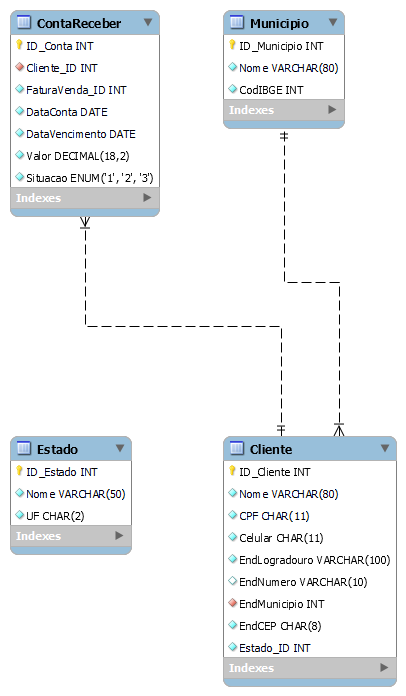 ContaReceber
ID_Conta INT
Cliente_ID INT
FaturaVenda_ID INT
DataConta DATE
DataVencimento DATE
Valor DECIMAL(18,2)
Situacao ENUM('1', '2', '3')
Indexes
Municipio
ID_Municipio INT
Nome VARCHAR(80)
CodIBGE INT
Indexes
Estado
ID_Estado INT
Nome VARCHAR(50)
UF CHAR(2)
Indexes
Cliente
ID_Cliente INT
Nome VARCHAR(80)
CPF CHAR(11)
Celular CHAR(11)
EndLogradouro VARCHAR(100)
EndNumero VARCHAR(10)
EndMunicipio INT
EndCEP CHAR(8)
Estado_ID INT
Indexes